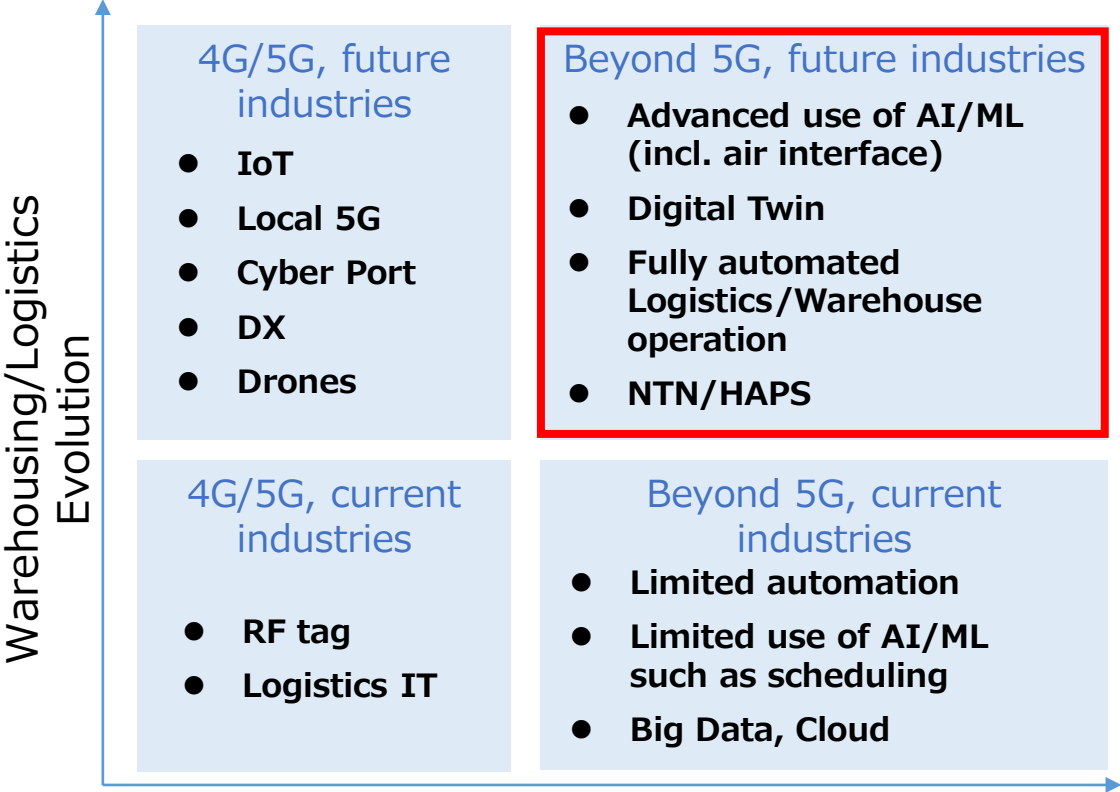 Warehousing/Logistics
Evolution
4G/5G, future
industries
● IoT
● Local 5G
● Cyber Port
● DX
● Drones
Beyond 5G, future industries
● Advanced use of AI/ML
(incl. air interface)
● Digital Twin
● Fully automated
Logistics/Warehouse
operation
● NTN/HAPS
4G/5G, current
industries
● RF tag
● Logistics IT
Beyond 5G, current
industries
● Limited automation
● Limited use of AI/ML
such as scheduling
● Big Data, Cloud